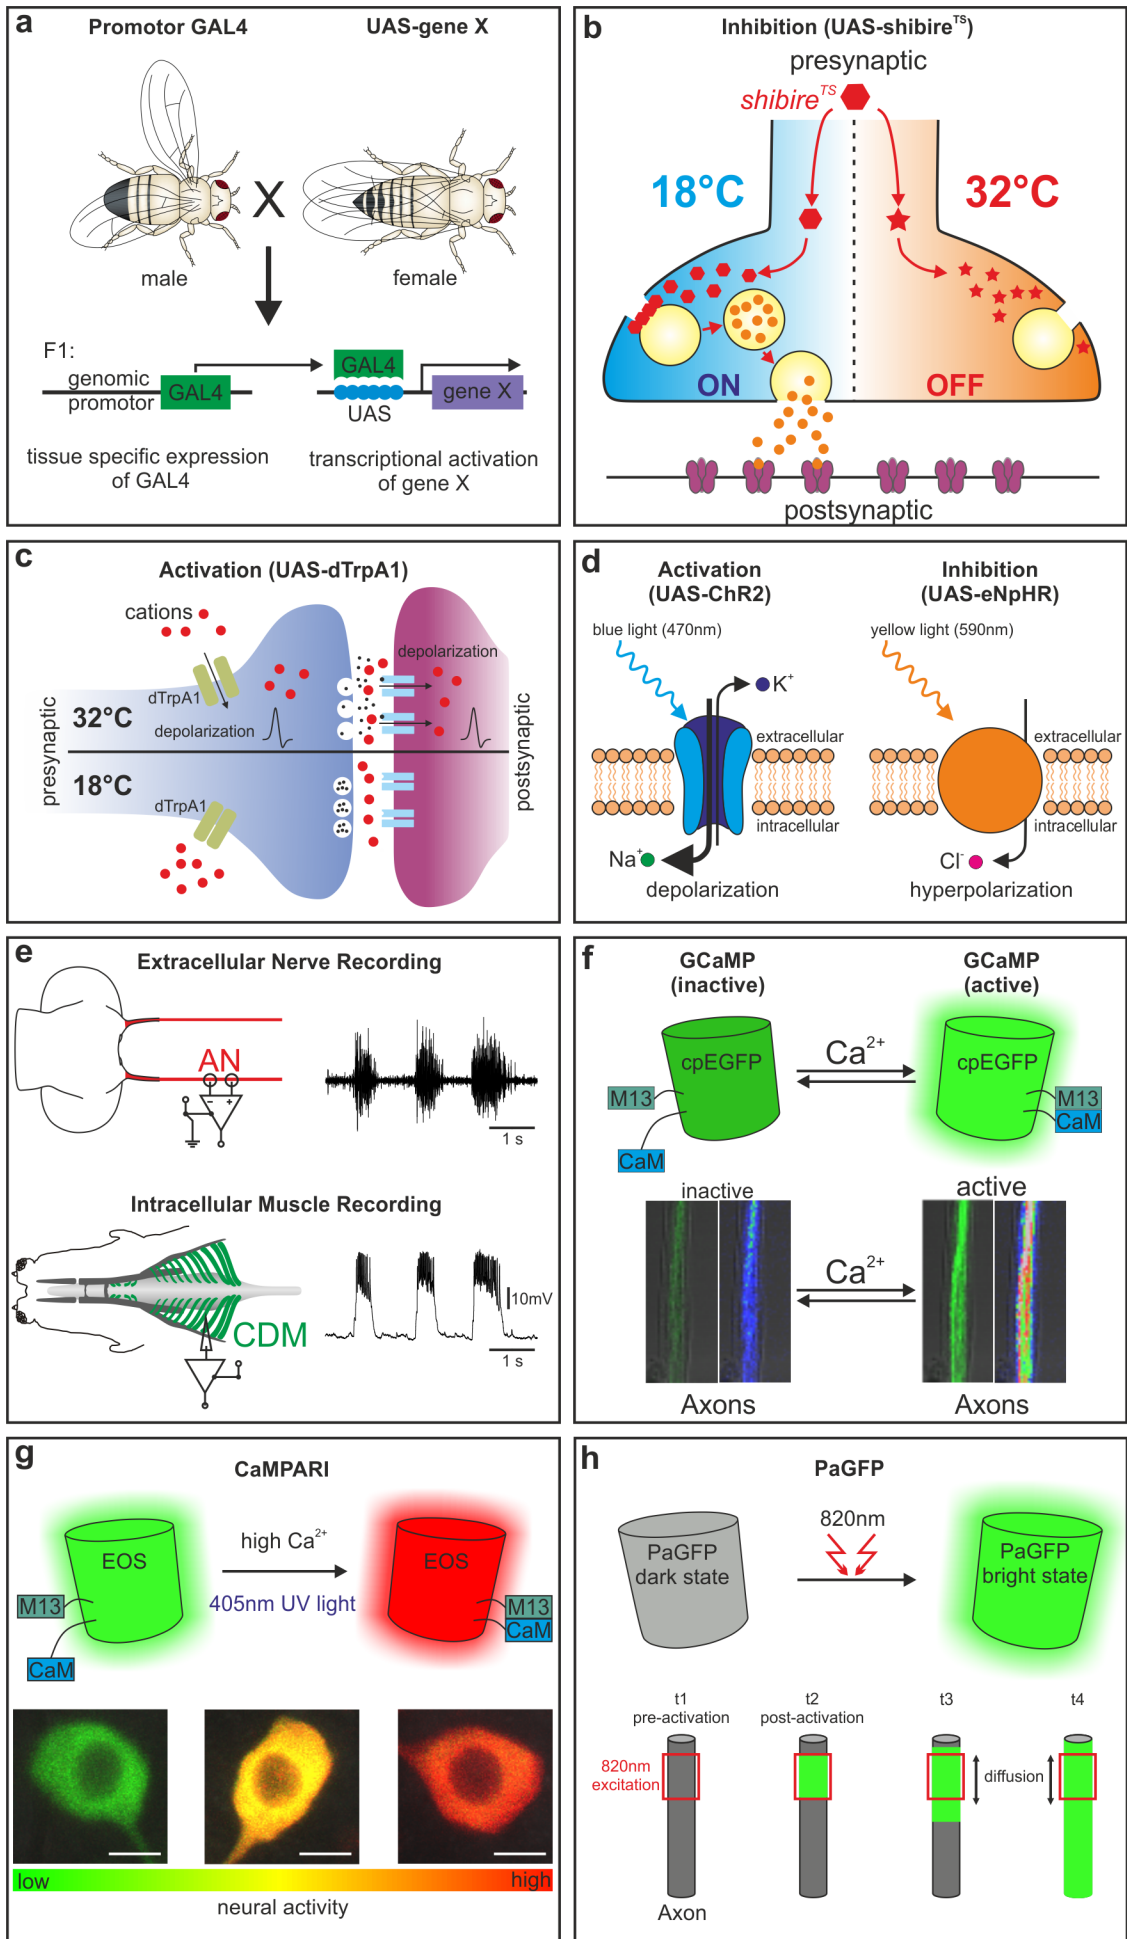 a
Promotor GAL4
UAS-gene X
X
male
female
F1:
genomic
promotor
GAL4
GAL4
UAS
gene X
tissue specific expression
of GAL4
transcriptional activation
of gene X
b
Inhibition (UAS-shibireTS)
presynaptic
shibireTS
18°C
32°C
ON
OFF
postsynaptic
c
Activation (UAS-dTrpA1)
cations
depolarization
dTrpA1
32°C
depolarization
presynaptic
postsynaptic
18°C
dTrpA1
d
Activation
(UAS-ChR2)
Inhibition
(UAS-eNpHR)
blue light (470nm)
yellow light (590nm)
K+
extracellular
extracellular
intracellular
intracellular
Na+
Cl-
depolarization
hyperpolarization
e
Extracellular Nerve Recording
AN
- +
1 s
Intracellular Muscle Recording
10mV
CDM
1 s
f
GCaMP
(inactive)
GCaMP
(active)
cpEGFP
Ca2+
cpEGFP
M13
CaM
M13
CaM
inactive
active
Ca2+
Axons
Axons
g
CaMPARI
EOS
high Ca2+
405nm UV light
EOS
M13
CaM
M13
CaM
low
high
neural activity
h
PaGFP
820nm
PaGFP
dark state
PaGFP
bright state
t1
pre-activation
t2
post-activation
t3
t4
820nm
excitation
diffusion
Axon